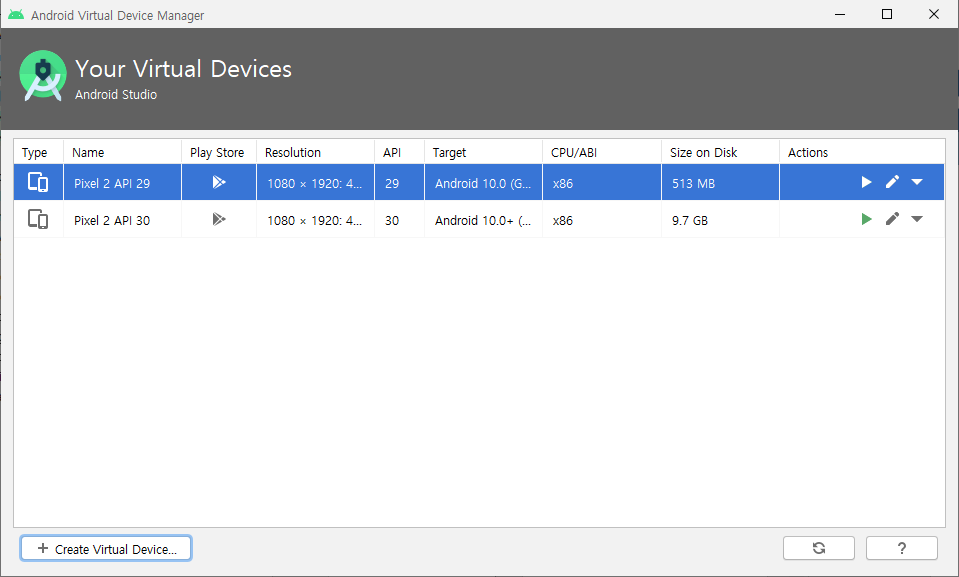 Android Virtual Device Manager
Your Virtual Devices
Android Studio
Type Name Play Store Resolution API Target CPU/ABI Size on Disk Actions
Pixel 2 API 29 1080 × 1920: 4... 29 Android 10.0 (G... x86 513 MB
Pixel 2 API 30 1080 × 1920: 4... 30 Android 10.0+ (... x86 9.7 GB
+ Create Virtual Device... ?